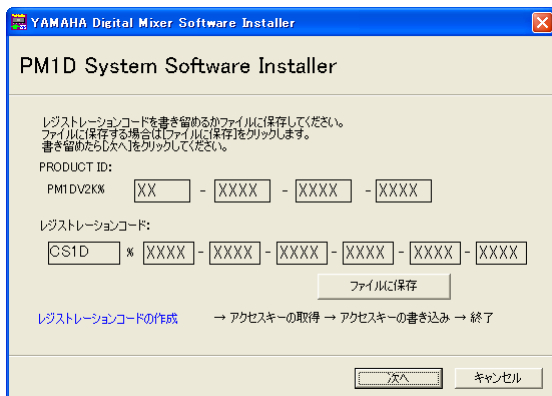 YAMAHA Digital Mixer Software Installer
PM1D System Software Installer
レジストレーションコードを書き留めるかファイルに保存してください。
ファイルに保存する場合は[ファイルに保存]をクリックします。
書き留めたら[次へ]をクリックしてください。
PRODUCT ID:
PM1DV2K% XX - XXXX - XXXX - XXXX
レジストレーションコード:
CS1D % XXXX - XXXX - XXXX - XXXX - XXXX - XXXX
ファイルに保存
レジストレーションコードの作成 → アクセスキーの取得 → アクセスキーの書き込み → 終了
次へ キャンセル